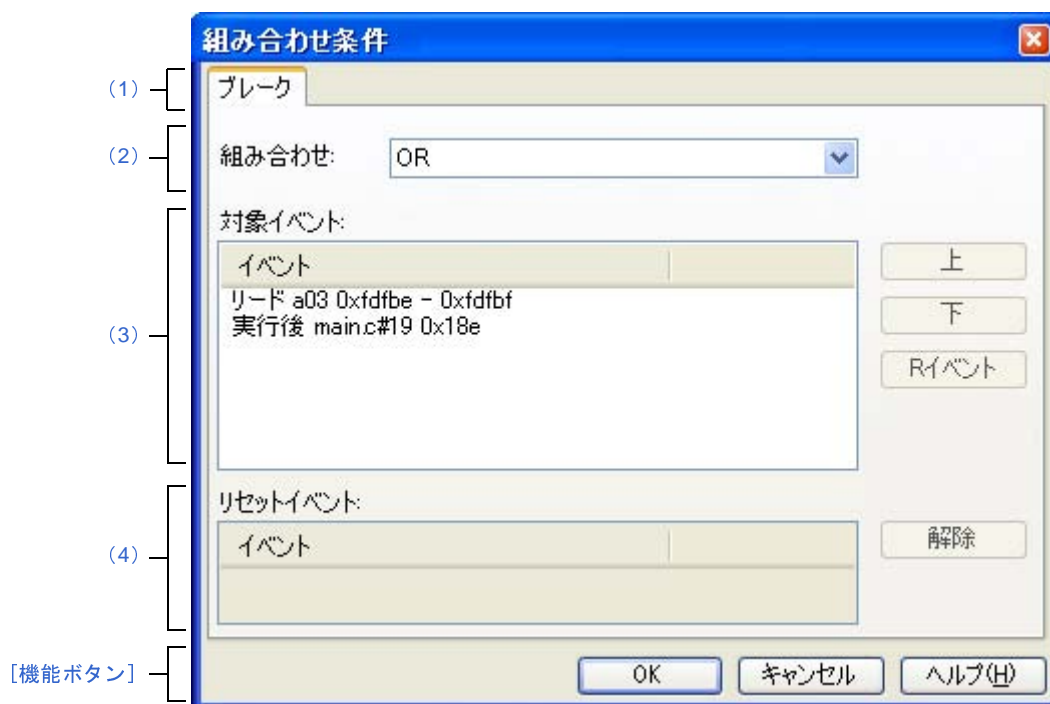 組み合わせ条件
(1)
ブレーク
(2)
組み合わせ:
OR
対象イベント:
イベント
上
リード a03 0xfdfbe - 0xfdfbf
下
実行後 main.c#19 0x18e
(3)
Rイベント
リセットイベント:
イベント
解除
(4)
[機能ボタン]
OK
キャンセル
ヘルプ(H)